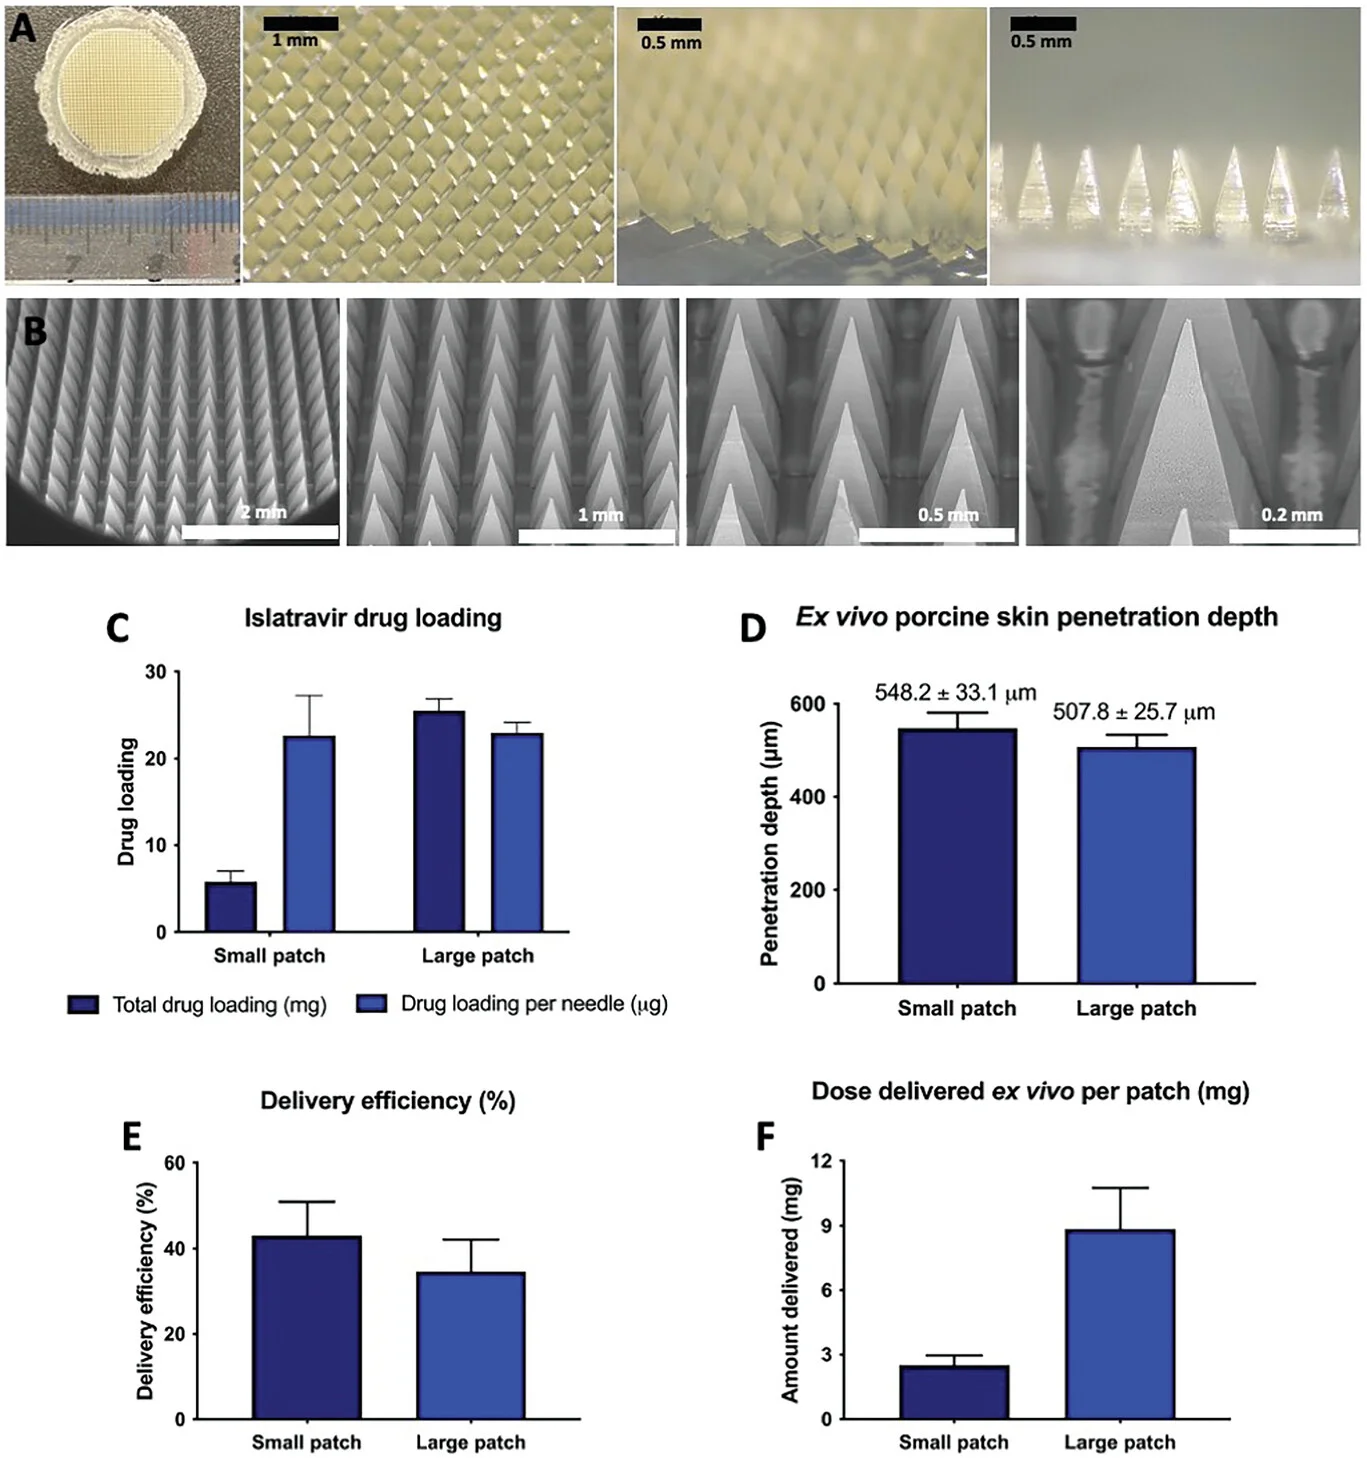 A
1 mm
0.5 mm
0.5 mm
7
8
B
2 mm
1 mm
0.5 mm
0.2 mm
C
Islatravir drug loading
Drug loading
30
20
10
0
Small patch
Large patch
Total drug loading (mg)
Drug loading per needle (μg)
D
Ex vivo porcine skin penetration depth
Penetration depth (μm)
600
400
200
0
548.2 ± 33.1 μm
507.8 ± 25.7 μm
Small patch
Large patch
E
Delivery efficiency (%)
Delivery efficiency (%)
60
40
20
0
Small patch
Large patch
F
Dose delivered ex vivo per patch (mg)
Amount delivered (mg)
12
9
6
3
0
Small patch
Large patch